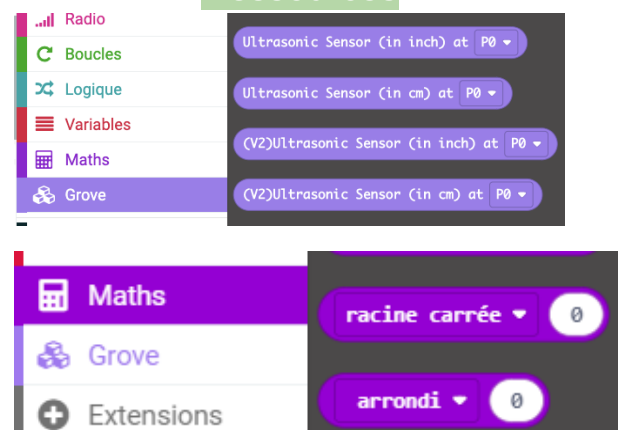 Radio
Boucles
Logique
Variables
Maths
Grove
Ultrasonic Sensor (in inch) at P0
Ultrasonic Sensor (in cm) at P0
(V2)Ultrasonic Sensor (in inch) at P0
(V2)Ultrasonic Sensor (in cm) at P0
Maths
Grove
Extensions
racine carrée 0
arrondi 0